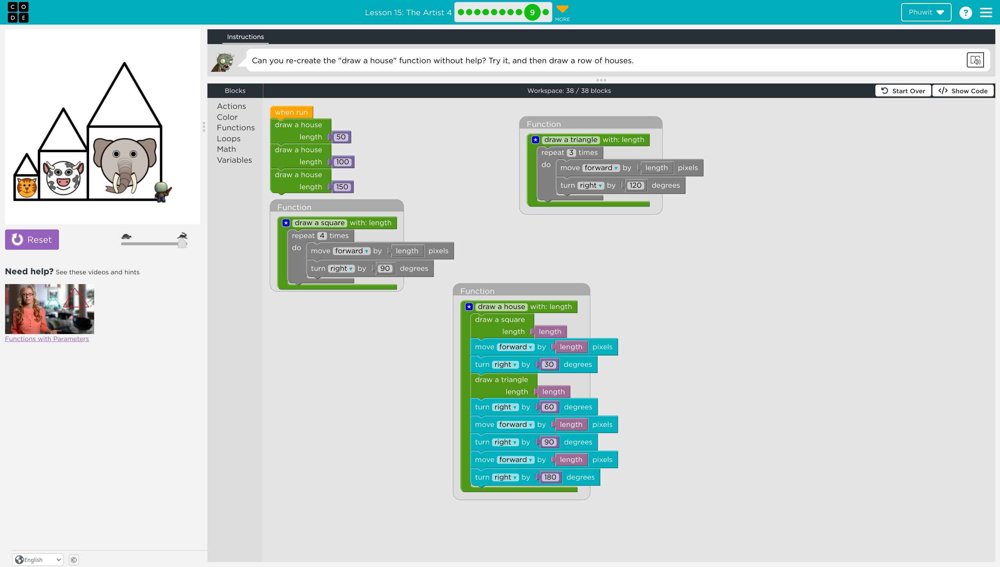 C O
D E
Lesson 15: The Artist 4
9
MORE
Phuwit
?
Instructions
Can you re-create the "draw a house" function without help? Try it, and then draw a row of houses.
Blocks
Workspace: 38 / 38 blocks
Start Over
</> Show Code
Actions
Color
Functions
Loops
Math
Variables
when run
draw a house
length 50
draw a house
length 100
draw a house
length 150
Function
draw a triangle with: length
repeat 3 times
do
move forward by length pixels
turn right by 120 degrees
Function
draw a square with: length
repeat 4 times
do
move forward by length pixels
turn right by 90 degrees
Function
draw a house with: length
draw a square
length length
move forward by length pixels
turn right by 30 degrees
draw a triangle
length length
turn right by 60 degrees
move forward by length pixels
turn right by 90 degrees
move forward by length pixels
turn right by 180 degrees
Reset
Need help? See these videos and hints
Functions with Parameters
English
©